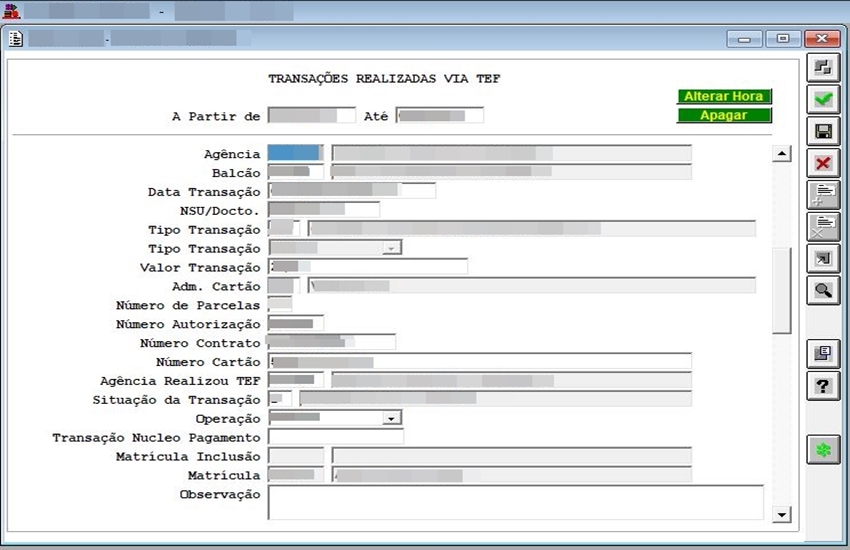 -
-
TRANSAÇÕES REALIZADAS VIA TEF
Alterar Hora
A Partir de Até
Apagar
Agência
Balcão
Data Transação
NSU/Docto.
Tipo Transação
Tipo Transação
Valor Transação
Adm. Cartão
Número de Parcelas
Número Autorização
Número Contrato
Número Cartão
Agência Realizou TEF
Situação da Transação
Operação
Transação Nucleo Pagamento
Matrícula Inclusão
Matrícula
Observação
?